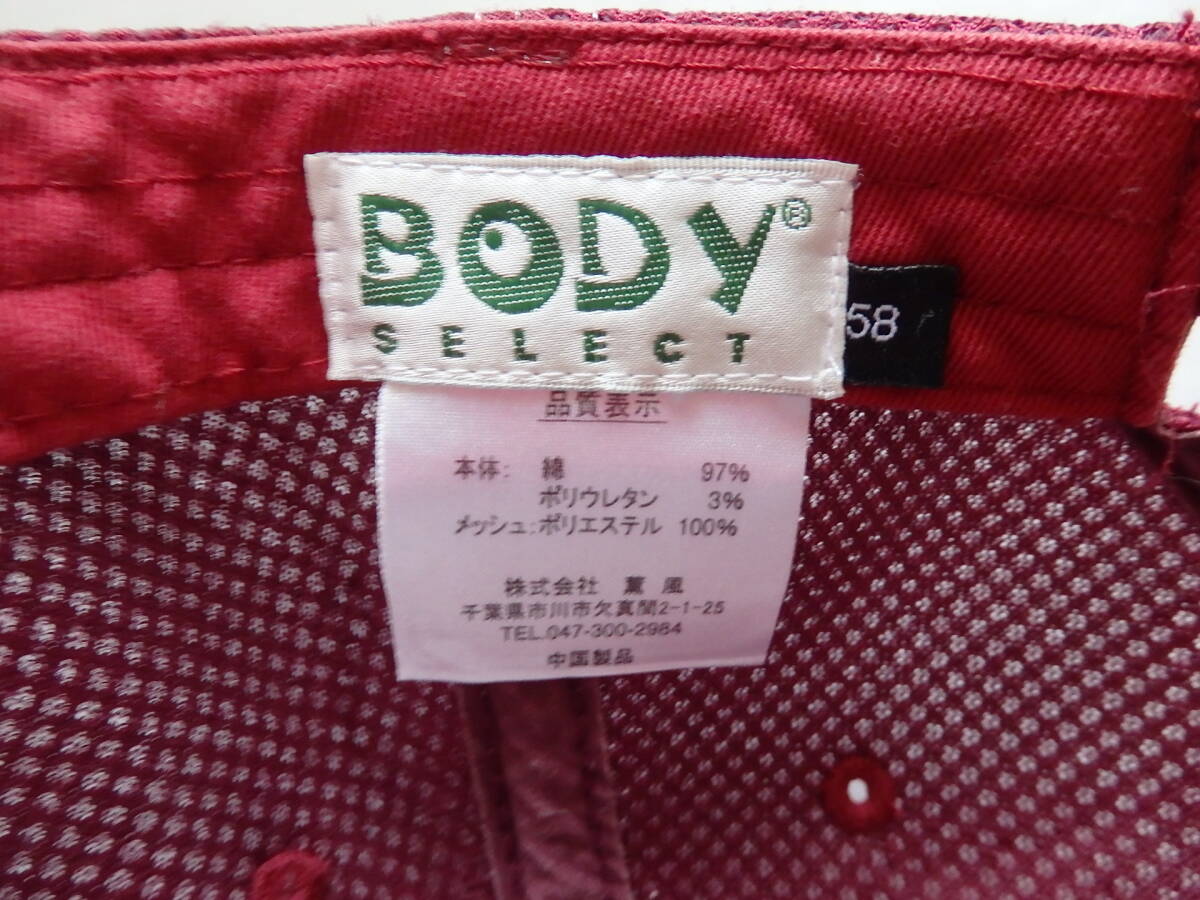 BODY®
SELECT
58
品質表示
本体: 綿 97%
ポリウレタン 3%
メッシュ:ポリエステル 100%
株式会社 薫風
千葉県市川市欠真間2-1-25
TEL.047-300-2984
中国製品